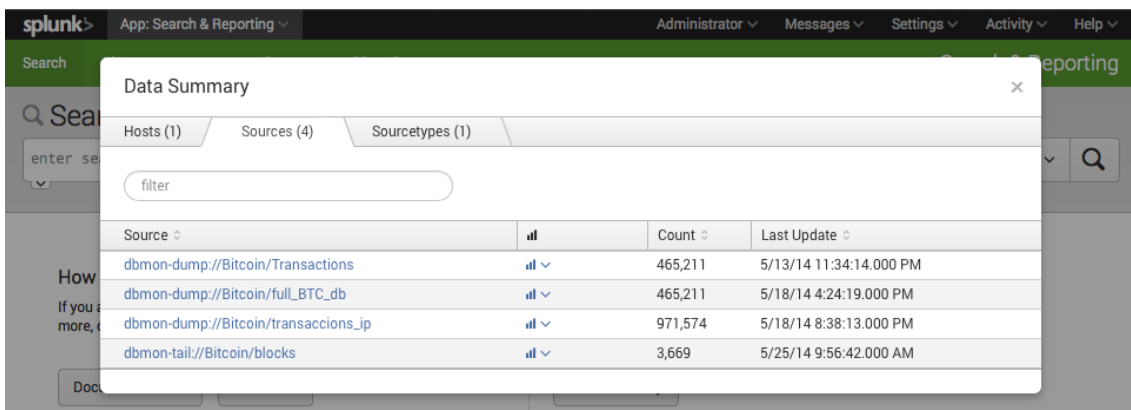 splunk> App: Search & Reporting Administrator Messages Settings Activity Help
Search
Data Summary
Hosts (1) Sources (4) Sourcetypes (1)
filter
Source Count Last Update
dbmon-dump://Bitcoin/Transactions 465,211 5/13/14 11:34:14.000 PM
dbmon-dump://Bitcoin/full_BTC_db 465,211 5/18/14 4:24:19.000 PM
dbmon-dump://Bitcoin/transaccions_ip 971,574 5/18/14 8:38:13.000 PM
dbmon-tail://Bitcoin/blocks 3,669 5/25/14 9:56:42.000 AM
How
If you
more,